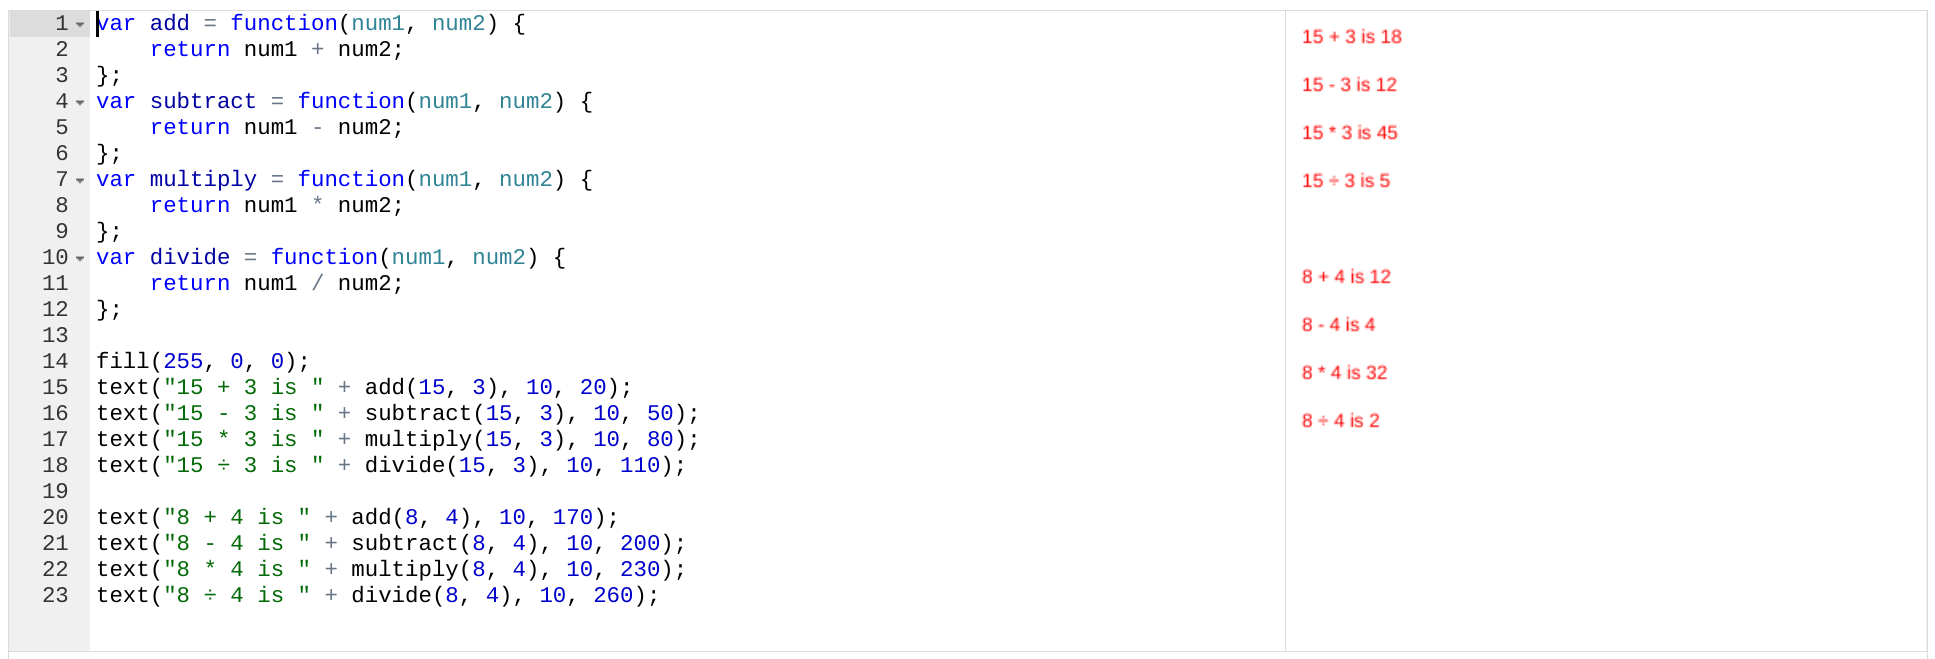 1 var add = function(num1, num2) {
2     return num1 + num2;
3 };
4 var subtract = function(num1, num2) {
5     return num1 - num2;
6 };
7 var multiply = function(num1, num2) {
8     return num1 * num2;
9 };
10 var divide = function(num1, num2) {
11     return num1 / num2;
12 };
13
14 fill(255, 0, 0);
15 text("15 + 3 is " + add(15, 3), 10, 20);
16 text("15 - 3 is " + subtract(15, 3), 10, 50);
17 text("15 * 3 is " + multiply(15, 3), 10, 80);
18 text("15 ÷ 3 is " + divide(15, 3), 10, 110);
19
20 text("8 + 4 is " + add(8, 4), 10, 170);
21 text("8 - 4 is " + subtract(8, 4), 10, 200);
22 text("8 * 4 is " + multiply(8, 4), 10, 230);
23 text("8 ÷ 4 is " + divide(8, 4), 10, 260);
15 + 3 is 18
15 - 3 is 12
15 * 3 is 45
15 ÷ 3 is 5
8 + 4 is 12
8 - 4 is 4
8 * 4 is 32
8 ÷ 4 is 2